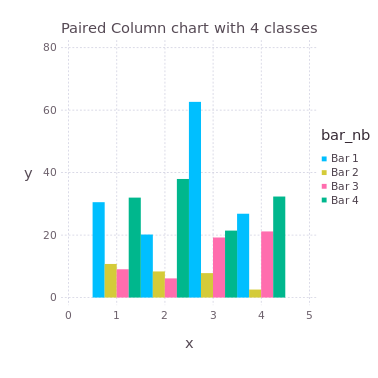 Paired Column chart with 4 classes
80
60
40
20
0
y
0 1 2 3 4 5
x
bar_nb
Bar 1
Bar 2
Bar 3
Bar 4